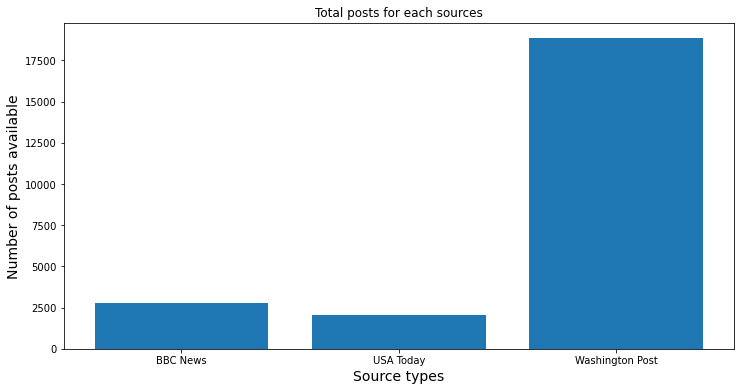 Total posts for each sources
Number of posts available
17500
15000
12500
10000
7500
5000
2500
0
BBC News
USA Today
Washington Post
Source types